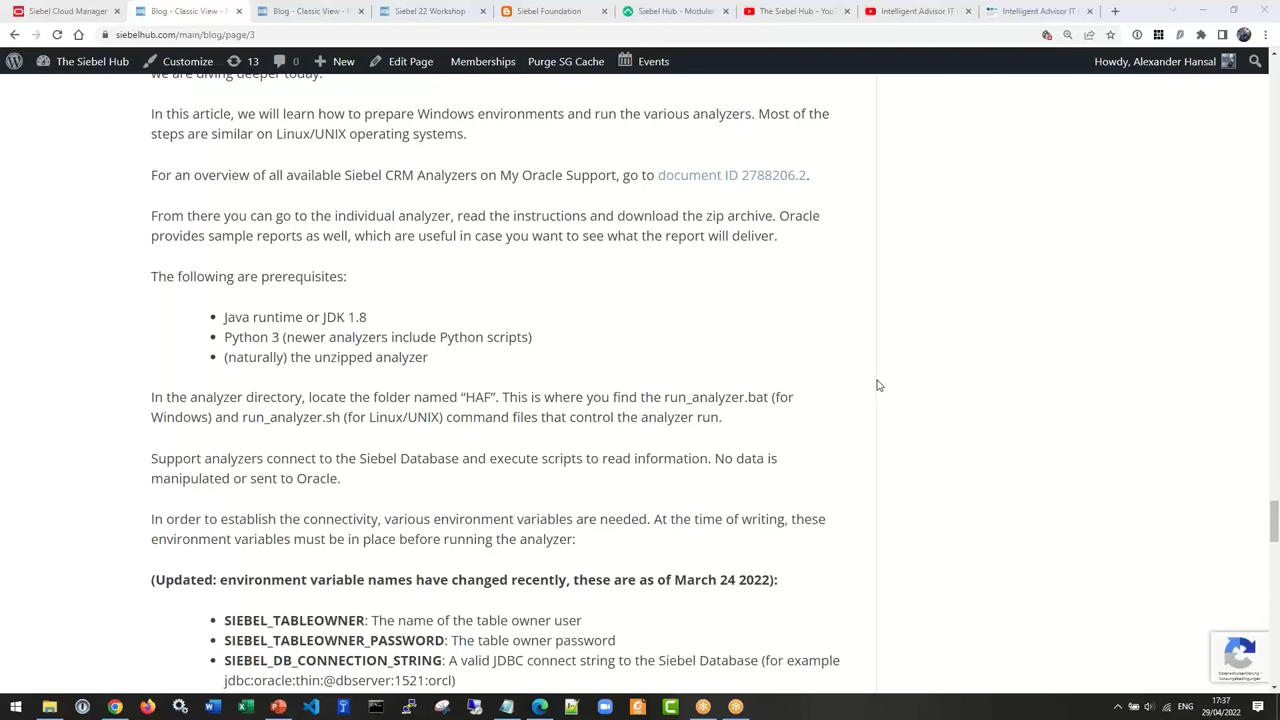 Siebel Cloud Manager
Blog - Classic View -
Blog - Classic View - H
Siebel 22 Workshop -
Siebel Foundation
Siebel Hub - Modular
The Siebel Hub - You
Intelligent Advisor IT C
Intelligent Advisor IT C
siebelhub.com/main/blog/page/3
The Siebel Hub
Customize
13
0
New
Edit Page
Memberships
Purge SG Cache
Events
Howdy, Alexander Hansal
we are diving deeper today.
In this article, we will learn how to prepare Windows environments and run the various analyzers. Most of the
steps are similar on Linux/UNIX operating systems.
For an overview of all available Siebel CRM Analyzers on My Oracle Support, go to document ID 2788206.2.
From there you can go to the individual analyzer, read the instructions and download the zip archive. Oracle
provides sample reports as well, which are useful in case you want to see what the report will deliver.
The following are prerequisites:
Java runtime or JDK 1.8
Python 3 (newer analyzers include Python scripts)
(naturally) the unzipped analyzer
In the analyzer directory, locate the folder named “HAF”. This is where you find the run_analyzer.bat (for
Windows) and run_analyzer.sh (for Linux/UNIX) command files that control the analyzer run.
Support analyzers connect to the Siebel Database and execute scripts to read information. No data is
manipulated or sent to Oracle.
In order to establish the connectivity, various environment variables are needed. At the time of writing, these
environment variables must be in place before running the analyzer:
(Updated: environment variable names have changed recently, these are as of March 24 2022):
SIEBEL_TABLEOWNER: The name of the table owner user
SIEBEL_TABLEOWNER_PASSWORD: The table owner password
SIEBEL_DB_CONNECTION_STRING: A valid JDBC connect string to the Siebel Database (for example
jdbc:oracle:thin:@dbserver:1521:orcl)
Datenschutzerklärung -
Nutzungsbedingungen
ENG
17:37
29/04/2022